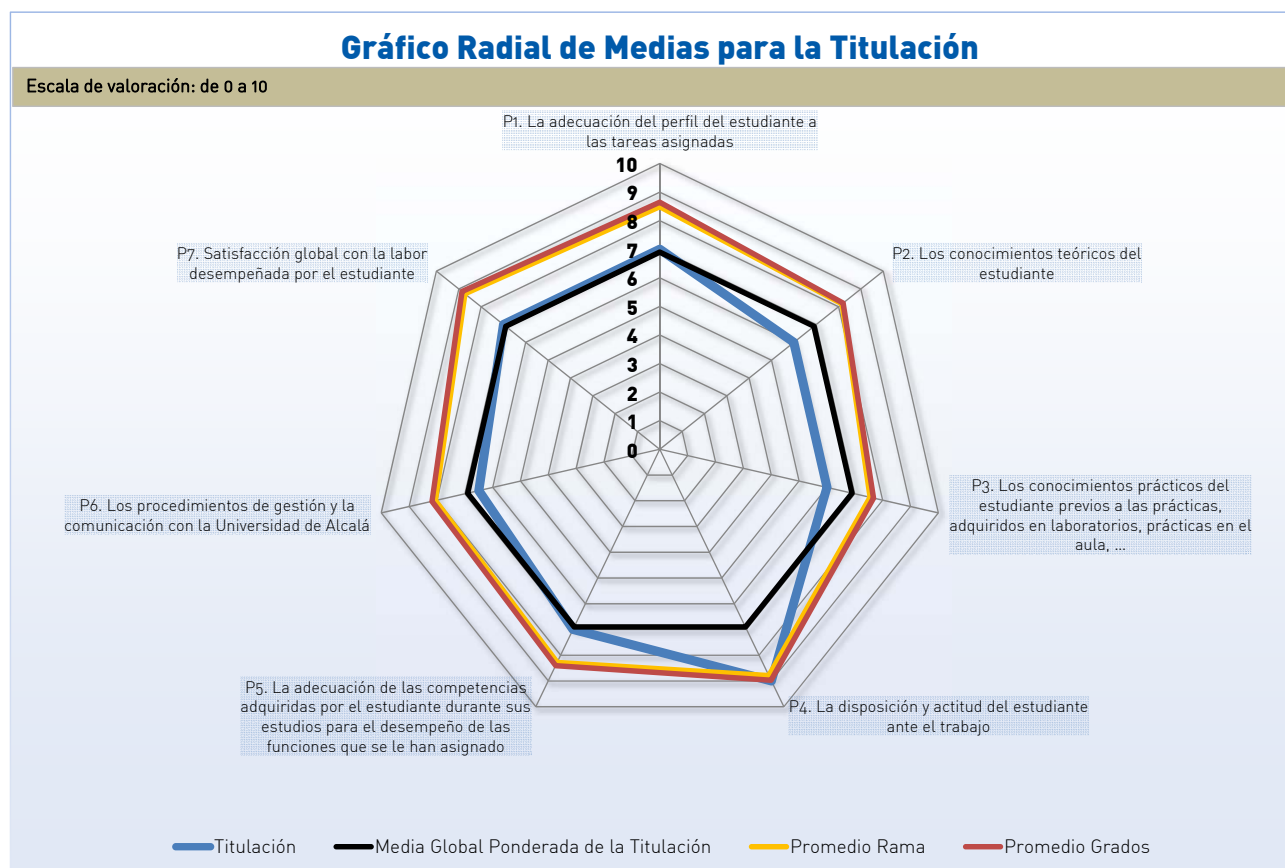 Gráfico Radial de Medias para la Titulación
Escala de valoración: de 0 a 10
P1. La adecuación del perfil del estudiante a
las tareas asignadas
10
9
8
7
6
5
4
3
2
1
0
P2. Los conocimientos teóricos del
estudiante
P3. Los conocimientos prácticos del
estudiante previos a las prácticas,
adquiridos en laboratorios, prácticas en el
aula, ...
P4. La disposición y actitud del estudiante
ante el trabajo
P5. La adecuación de las competencias
adquiridas por el estudiante durante sus
estudios para el desempeño de las
funciones que se le han asignado
P6. Los procedimientos de gestión y la
comunicación con la Universidad de Alcalá
P7. Satisfacción global con la labor
desempeñada por el estudiante
Titulación
Media Global Ponderada de la Titulación
Promedio Rama
Promedio Grados